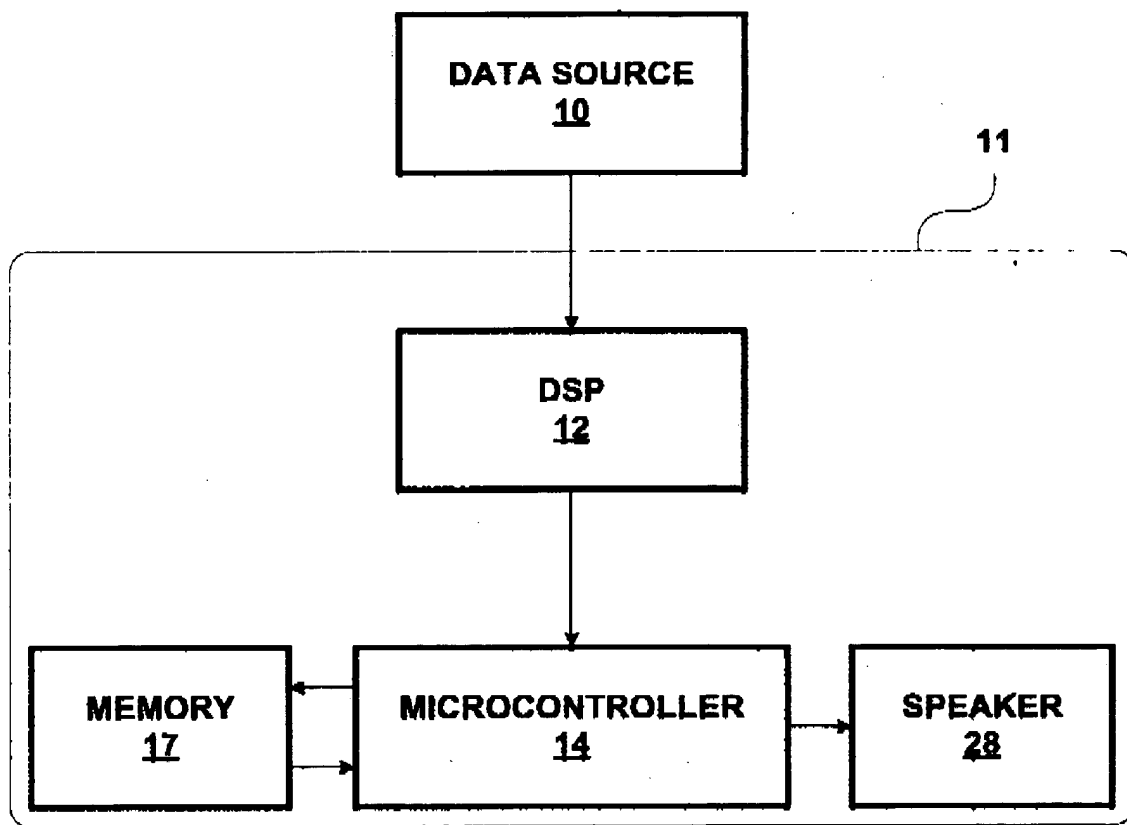 DATA SOURCE
10
11
DSP
12
MEMORY
17
MICROCONTROLLER
14
SPEAKER
28